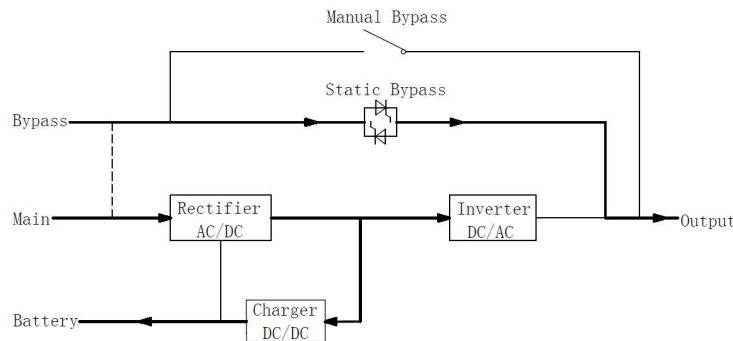 Manual Bypass
Static Bypass
Bypass
Main
Rectifier
AC/DC
Inverter
DC/AC
Output
Battery
Charger
DC/DC